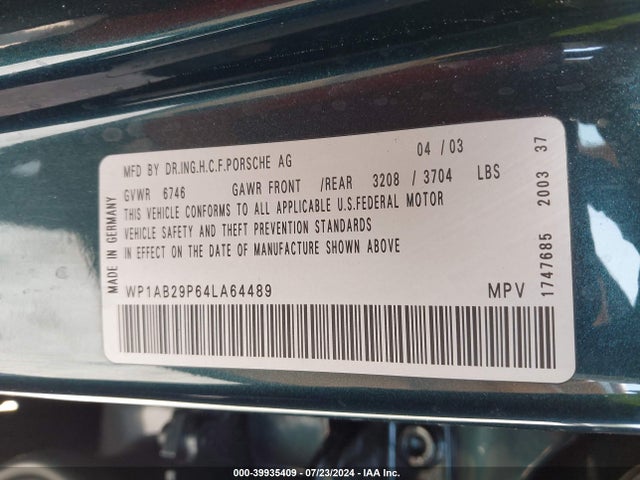 MFD BY DR.ING.H.C.F.PORSCHE AG 04 / 03
GVWR 6746 GAWR FRONT /REAR 3208 / 3704 LBS
THIS VEHICLE CONFORMS TO ALL APPLICABLE U.S.FEDERAL MOTOR
VEHICLE SAFETY AND THEFT PREVENTION STANDARDS
IN EFFECT ON THE DATE OF MANUFACTURE SHOWN ABOVE
WP1AB29P64LA64489 MPV
MADE IN GERMANY
1747685 2003 37
000-39935409 - 07/23/2024 - IAA Inc.